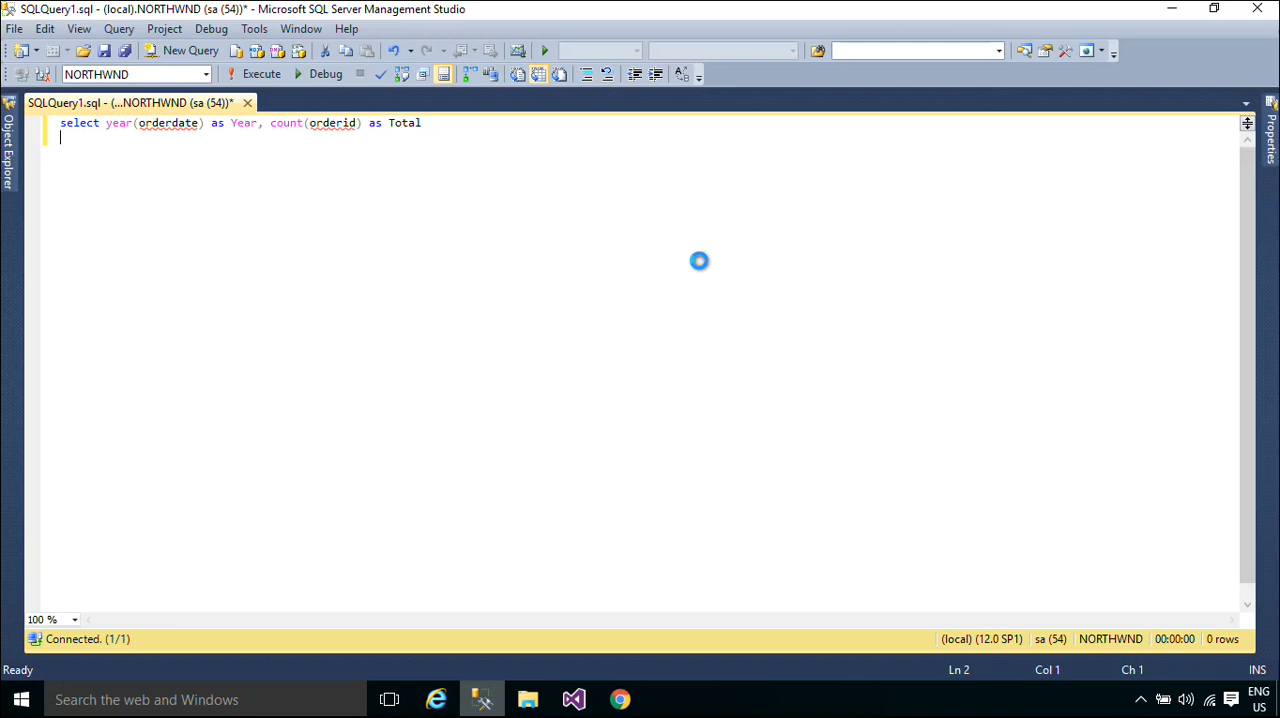 SQLQuery1.sql - (local).NORTHWND (sa (54))* - Microsoft SQL Server Management Studio
File Edit View Query Project Debug Tools Window Help
New Query
NORTHWND Execute Debug
SQLQuery1.sql - (...NORTHWND (sa (54))*
Object Explorer
Properties
select year(orderdate) as Year, count(orderid) as Total
100 %
Connected. (1/1) (local) (12.0 SP1) sa (54) NORTHWND 00:00:00 0 rows
Ready Ln 2 Col 1 Ch 1 INS
Search the web and Windows
ENG
US